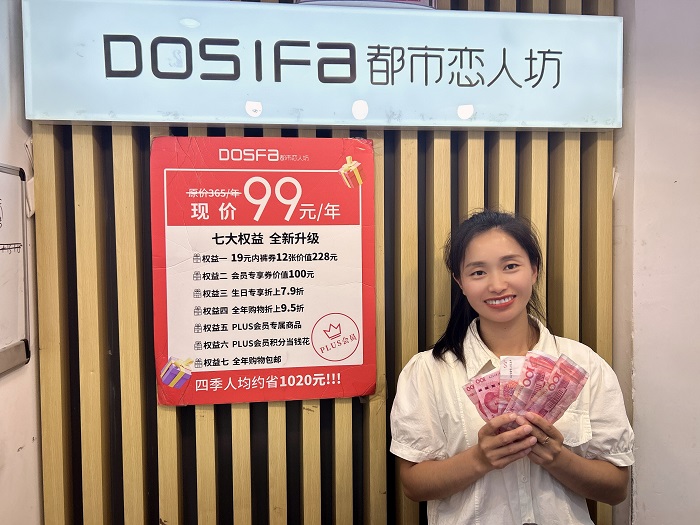 DOSIFa 都市恋人坊
DOSFa 都市恋人坊
原价365/年
现价 99元/年
七大权益 全新升级
权益一 19元内裤券12张价值228元
权益二 会员专享券价值100元
权益三 生日专享折上7.9折
权益四 全年购物折上9.5折
权益五 PLUS会员专属商品
权益六 PLUS会员积分当钱花
权益七 全年购物包邮
PLUS会员
四季人均约省1020元!!!
100